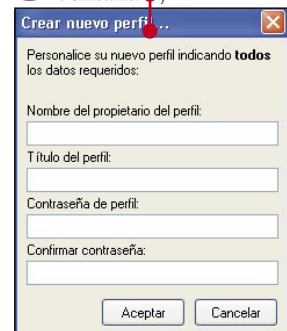 Crear nuevo perfil...
Personalice su nuevo perfil indicando todos
los datos requeridos:
Nombre del propietario del perfil:
Título del perfil:
Contraseña de perfil:
Confirmar contraseña:
Aceptar
Cancelar